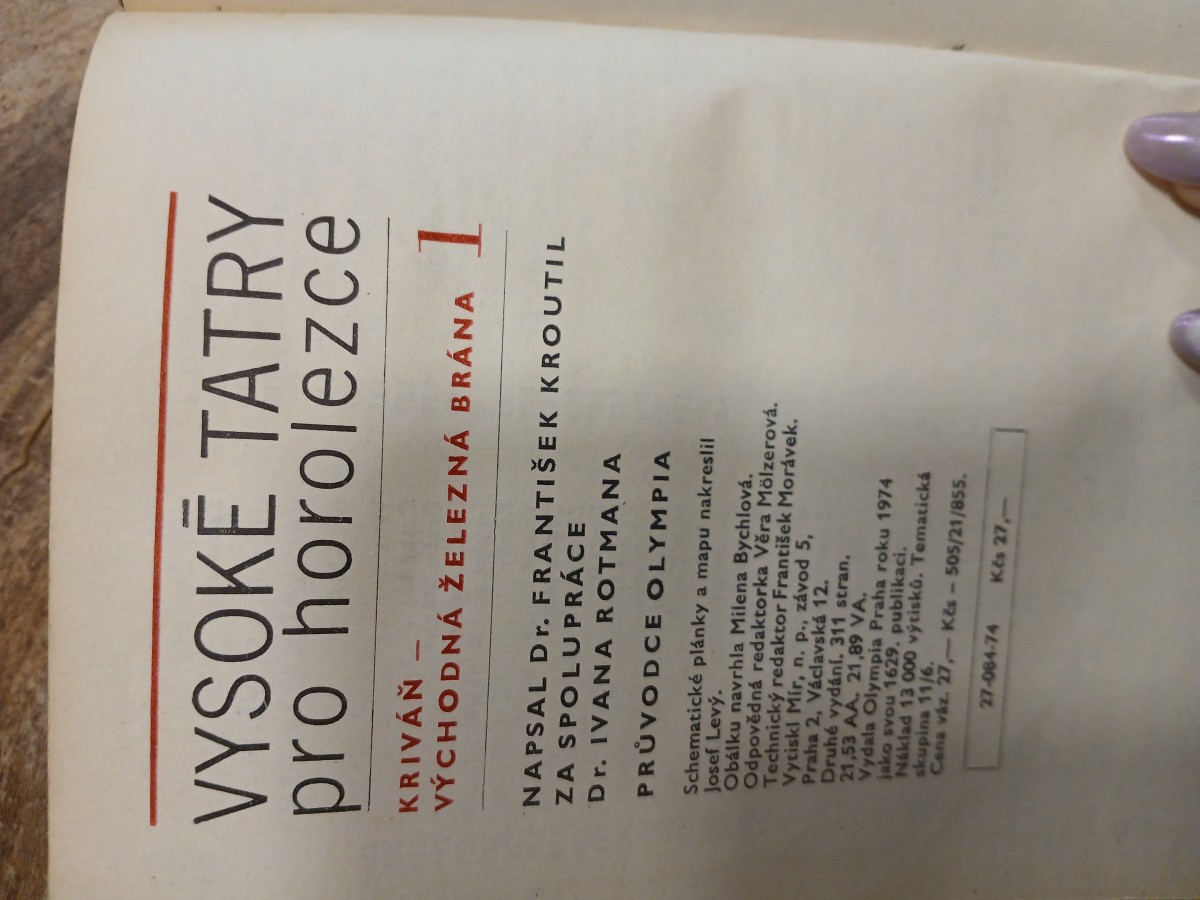 VYSOKÉ TATRY
pro horolezce
KRIVÁŇ –
VÝCHODNÁ ŽELEZNÁ BRÁNA 1
NAPSAL Dr. FRANTIŠEK KROUTIL
ZA SPOLUPRÁCE
Dr. IVANA ROTMANA
PRŮVODCE OLYMPIA
Schematické plánky a mapu nakreslil
Josef Levý.
Obálku navrhla Milena Bychlová.
Odpovědná redaktorka Věra Mölzerová.
Technický redaktor František Morávek.
Vytiskl Mír, n. p., závod 5,
Praha 2, Václavská 12.
Druhé vydání. 311 stran.
21,53 AA. 21,89 VA.
Vydala Olympia Praha roku 1974
jako svou 1629. publikaci.
Náklad 13 000 výtisků. Tematická
skupina 11/6.
Cena váz. 27,— Kčs – 505/21/855.
27-084-74 Kčs 27,—